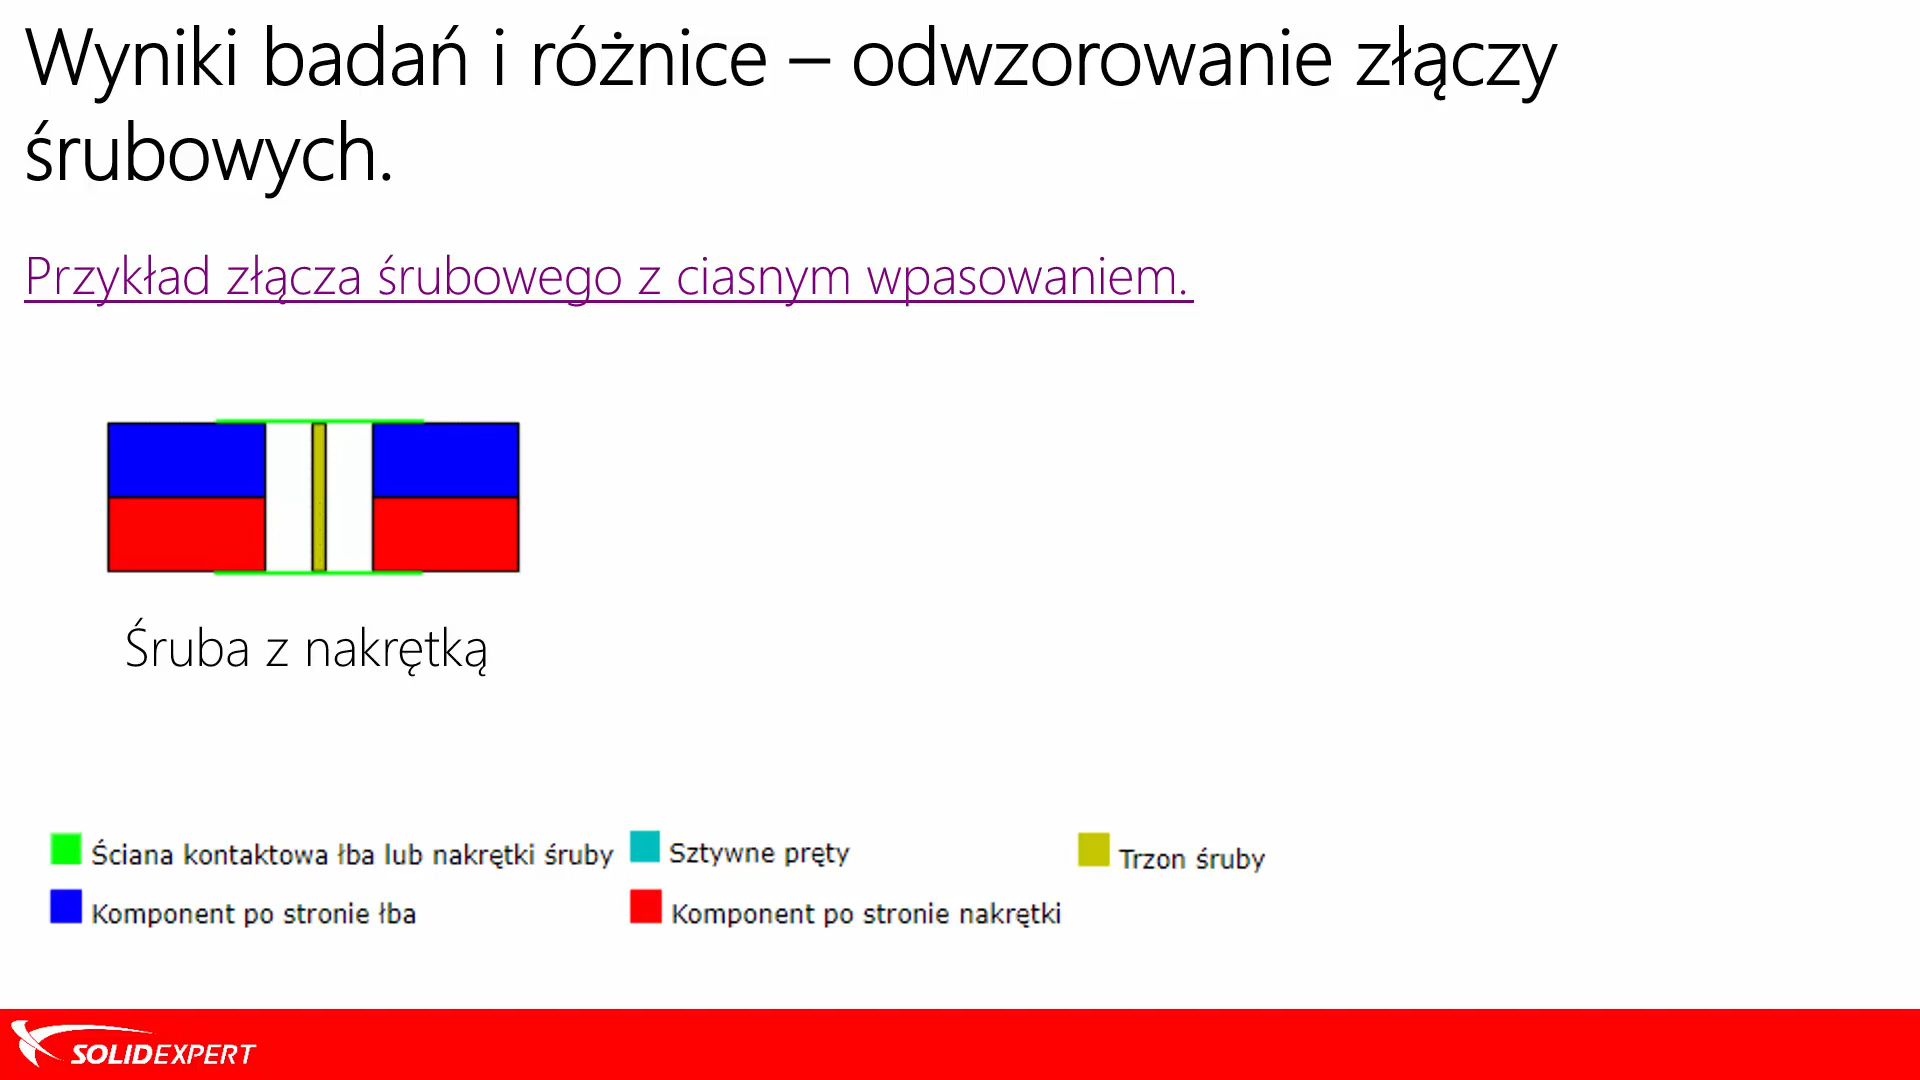 Wyniki badań i różnice – odwzorowanie złączy
śrubowych.
Przykład złącza śrubowego z ciasnym wpasowaniem.
Śruba z nakrętką
Ściana kontaktowa łba lub nakrętki śruby
Sztywne pręty
Trzon śruby
Komponent po stronie łba
Komponent po stronie nakrętki
SOLIDEXPERT